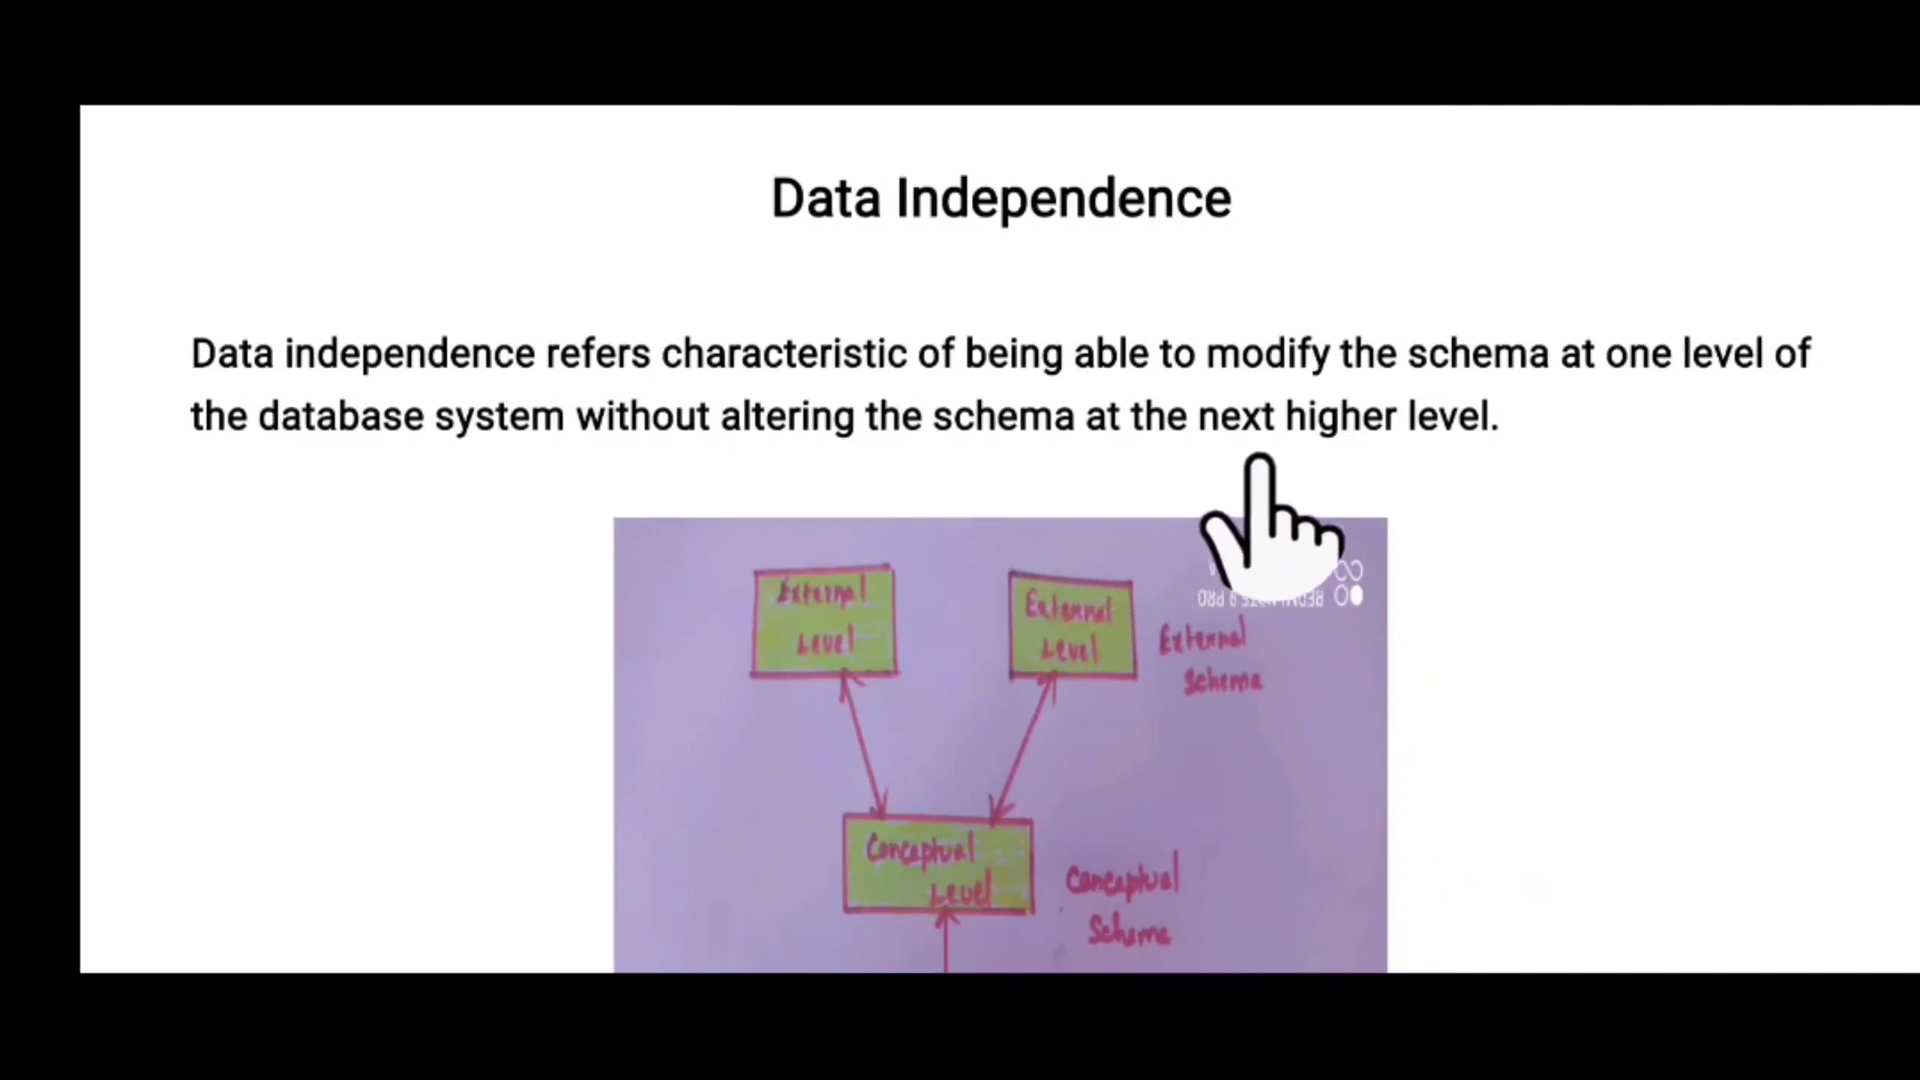 Data Independence
Data independence refers characteristic of being able to modify the schema at one level of
the database system without altering the schema at the next higher level.
External
Level
External
Level
External
Schema
Conceptual
Level
Conceptual
Schema